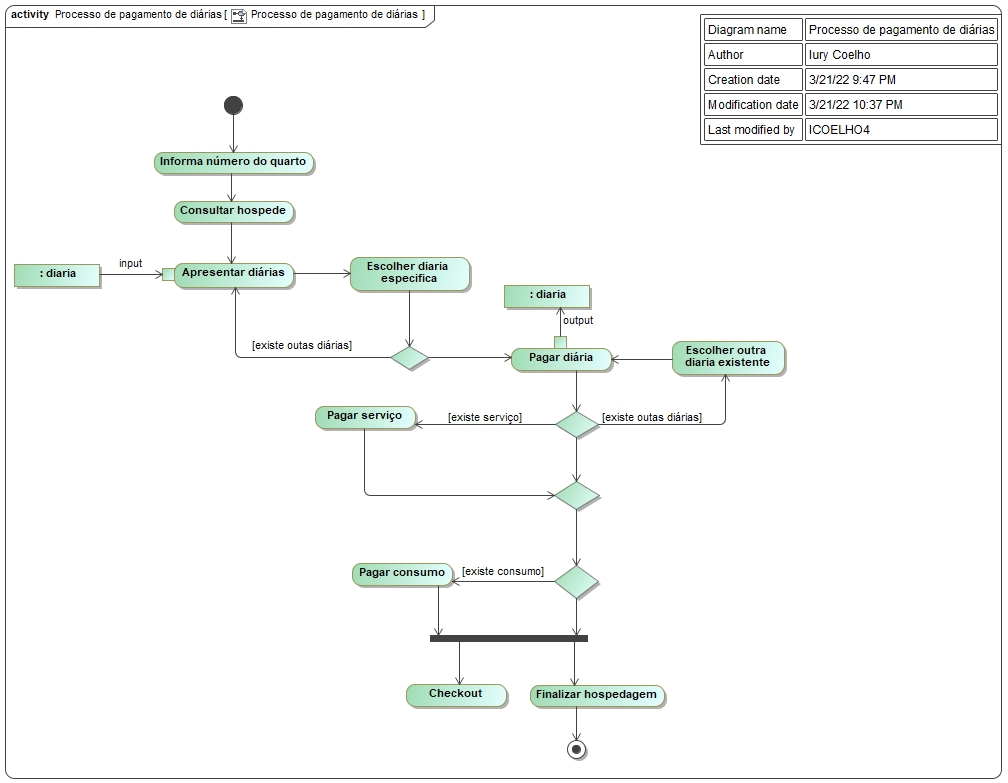 activity Processo de pagamento de diárias [ Processo de pagamento de diárias ]
Diagram name Processo de pagamento de diárias
Author Iury Coelho
Creation date 3/21/22 9:47 PM
Modification date 3/21/22 10:37 PM
Last modified by ICOELHO4
Informa número do quarto
Consultar hospede
: diaria
input
Apresentar diárias
Escolher diaria
especifica
: diaria
output
[existe outas diárias]
Pagar diária
Escolher outra
diaria existente
Pagar serviço
[existe serviço]
[existe outas diárias]
Pagar consumo
[existe consumo]
Checkout
Finalizar hospedagem